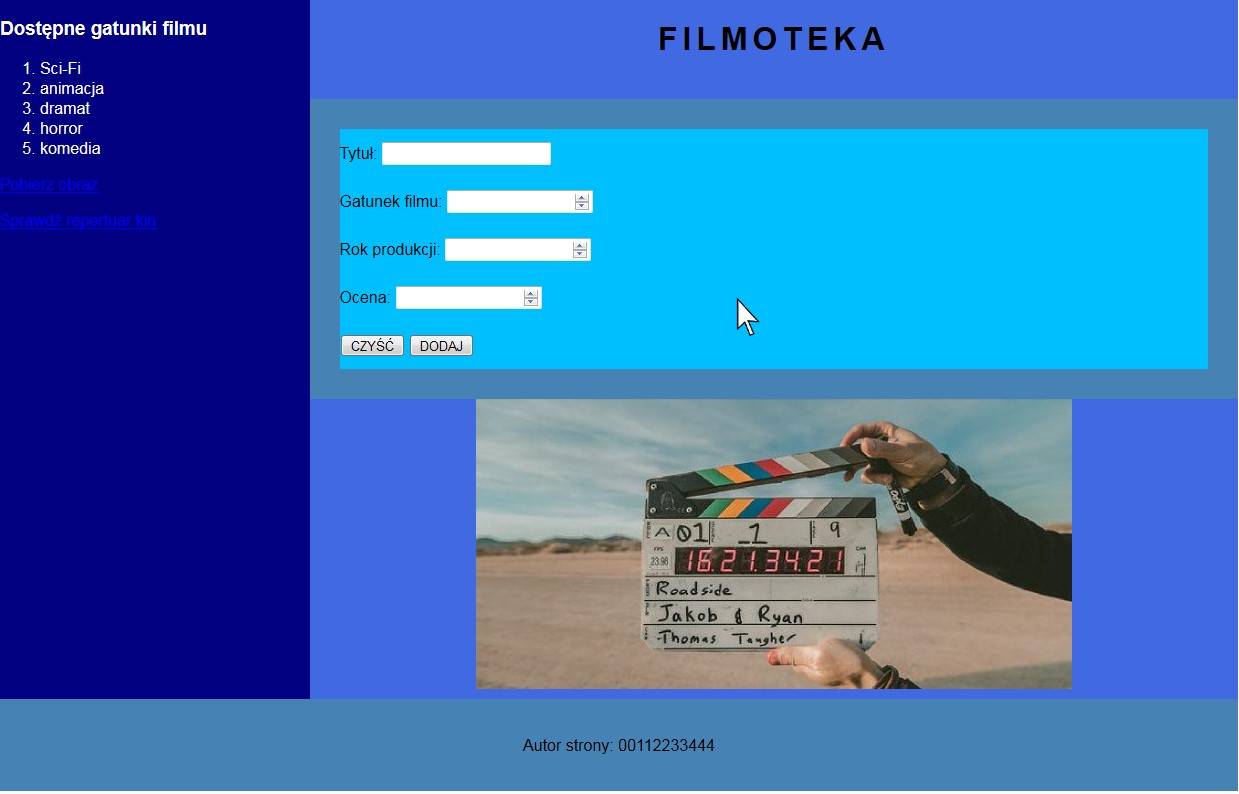 Dostępne gatunki filmu
1. Sci-Fi
2. animacja
3. dramat
4. horror
5. komedia
Pobierz obraz
Sprawdź repertuar kin
FILMOTEKA
Tytuł:
Gatunek filmu:
Rok produkcji:
Ocena:
CZYŚĆ DODAJ
A 01 1 9
FPS
23.98 16.21.34.21
Roadside
Jakob & Ryan
Thomas Taugher
Autor strony: 00112233444